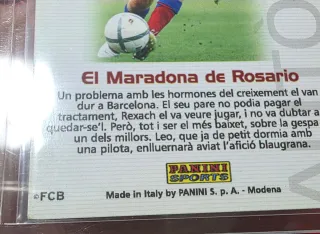 El Maradona de Rosario
Un problema amb les hormones del creixement el van
dur a Barcelona. El seu pare no podia pagar el
tractament, Rexach el va veure jugar, i no va dubtar a
quedar-se'l. Però, tot i ser el més baixet, sobre la gespa
un dels millors. Leo, que ja de petit dormia amb
una pilota, enlluernarà aviat l'afició blaugrana.
PANINI
SPORTS
©FCB
Made in Italy by PANINI S. p. A. - Modena